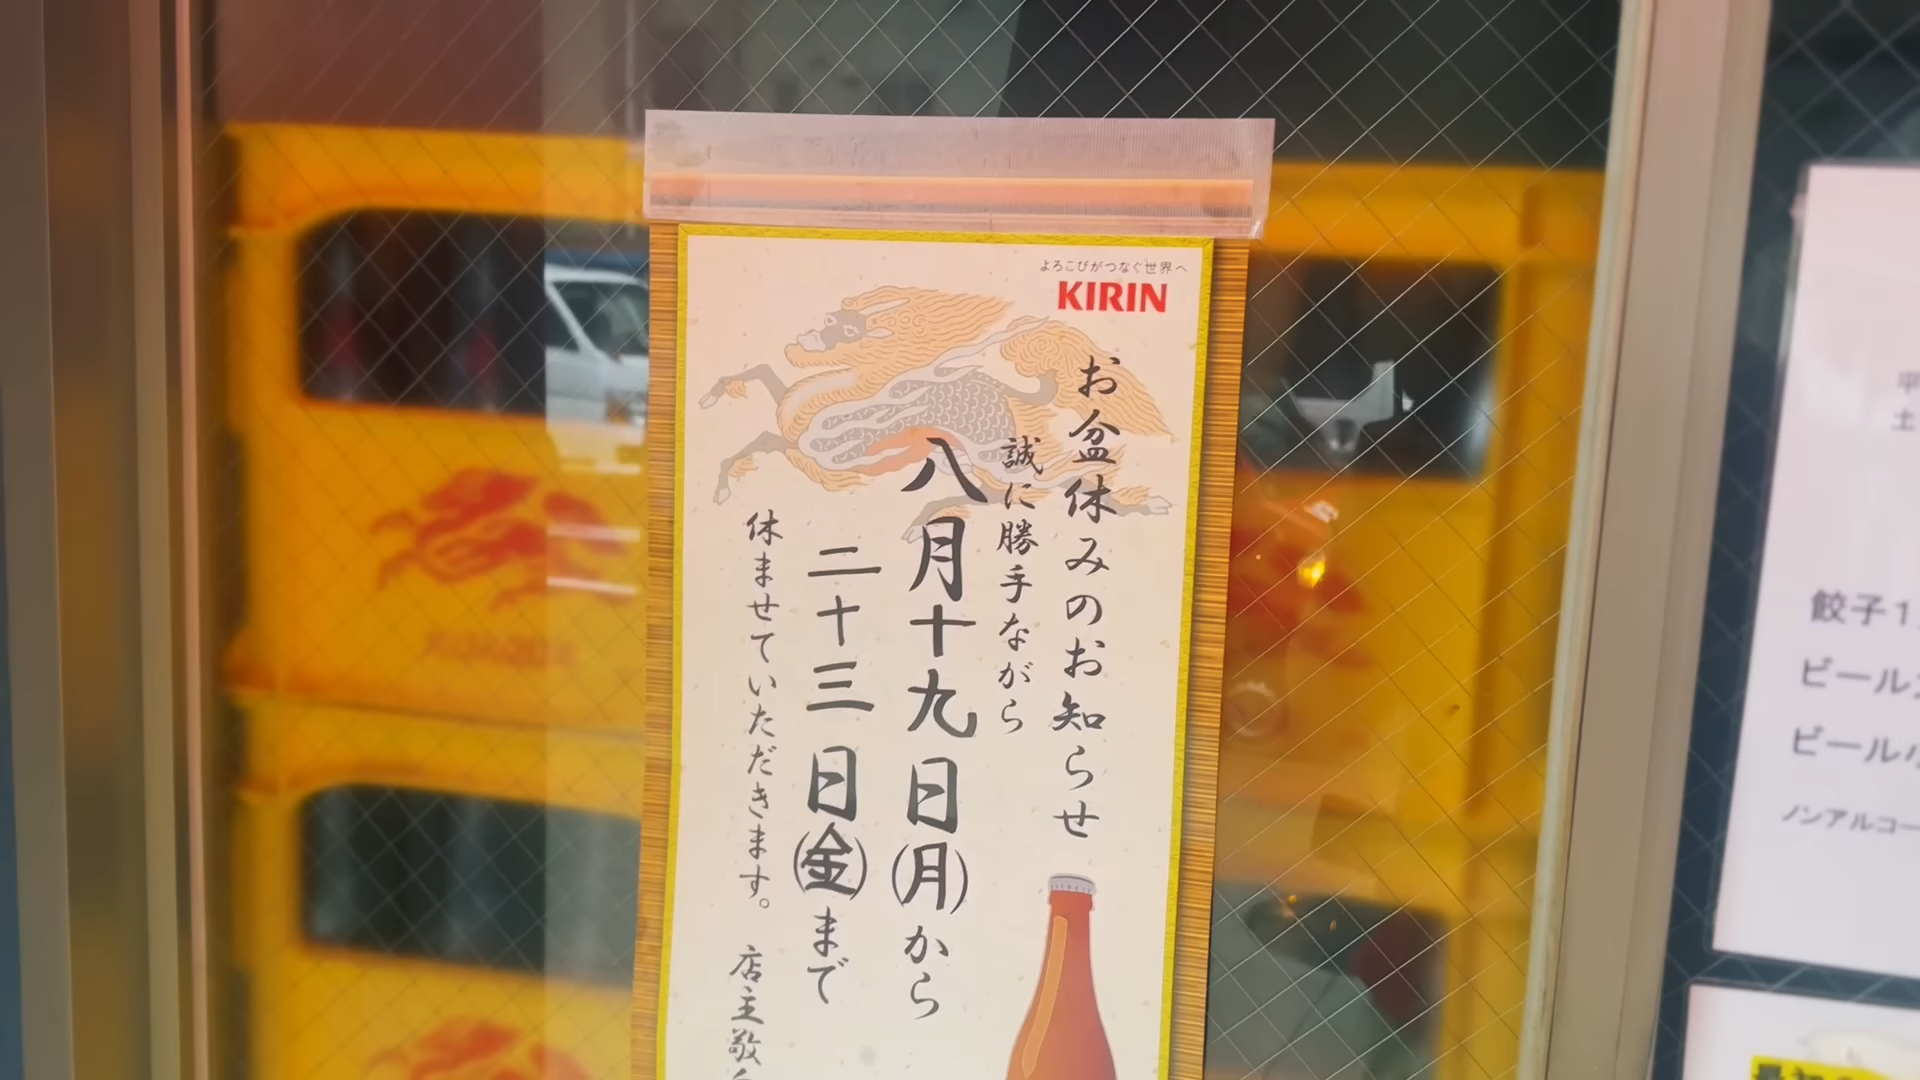 よろこびがつなぐ世界へ
KIRIN
お盆休みのお知らせ
誠に勝手ながら
八月十九日(月)から
二十三日(金)まで
休ませていただきます。
店主敬
平
土
餃子1
ビール
ビール
ノンアルコー